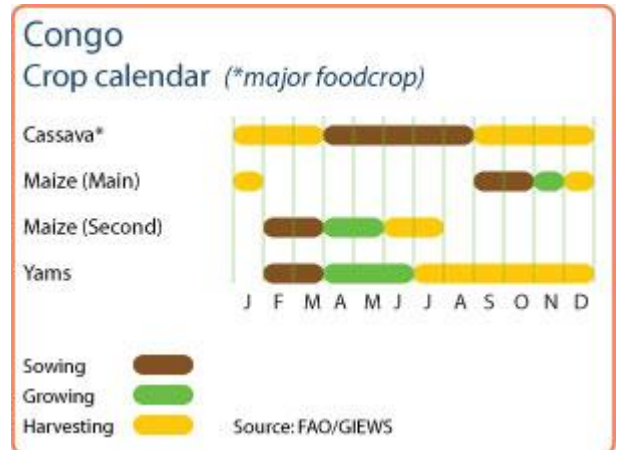 Congo
Crop calendar (*major foodcrop)
Cassava*
Maize (Main)
Maize (Second)
Yams
J F M A M J J A S O N D
Sowing
Growing
Harvesting Source: FAO/GIEWS